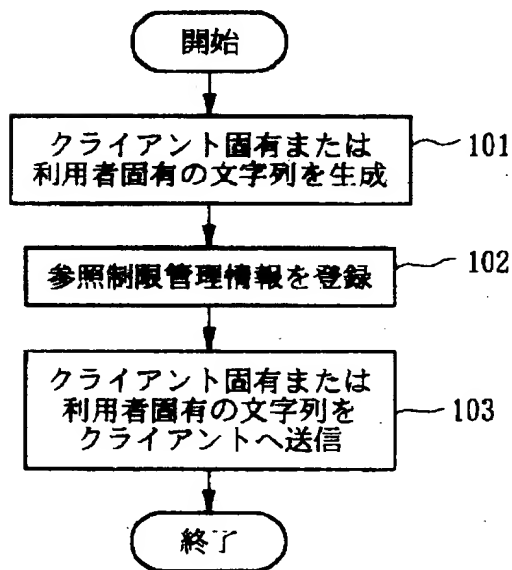 開始
クライアント固有または
利用者固有の文字列を生成
101
参照制限管理情報を登録
102
クライアント固有または
利用者固有の文字列を
クライアントへ送信
103
終了